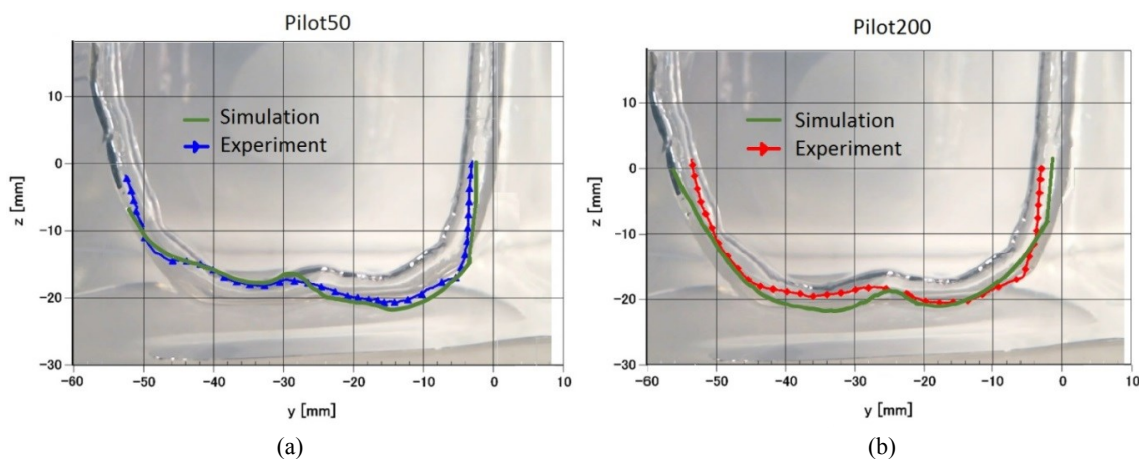 Pilot50
10
0
-10
-20
-30
z [mm]
Simulation
Experiment
-60 -50 -40 -30 -20 -10 0 10
y [mm]
(a)
Pilot200
10
0
-10
-20
-30
z [mm]
Simulation
Experiment
-60 -50 -40 -30 -20 -10 0 10
y [mm]
(b)